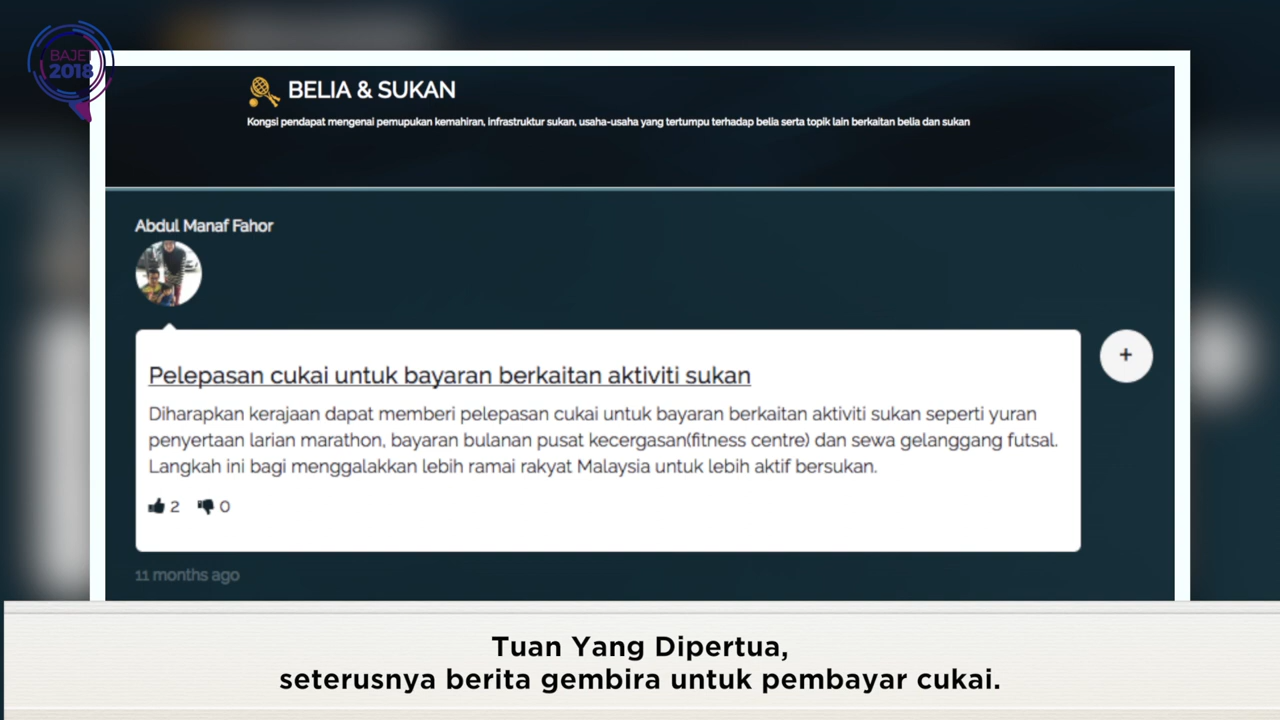 BAJET
2018
BELIA & SUKAN
Kongsi pendapat mengenai pemupukan kemahiran, infrastruktur sukan, usaha-usaha yang tertumpu terhadap belia serta topik lain berkaitan belia dan sukan
Abdul Manaf Fahor
Pelepasan cukai untuk bayaran berkaitan aktiviti sukan
+
Diharapkan kerajaan dapat memberi pelepasan cukai untuk bayaran berkaitan aktiviti sukan seperti yuran
penyertaan larian marathon, bayaran bulanan pusat kecergasan(fitness centre) dan sewa gelanggang futsal.
Langkah ini bagi menggalakkan lebih ramai rakyat Malaysia untuk lebih aktif bersukan.
2 0
11 months ago
Tuan Yang Dipertua,
seterusnya berita gembira untuk pembayar cukai.